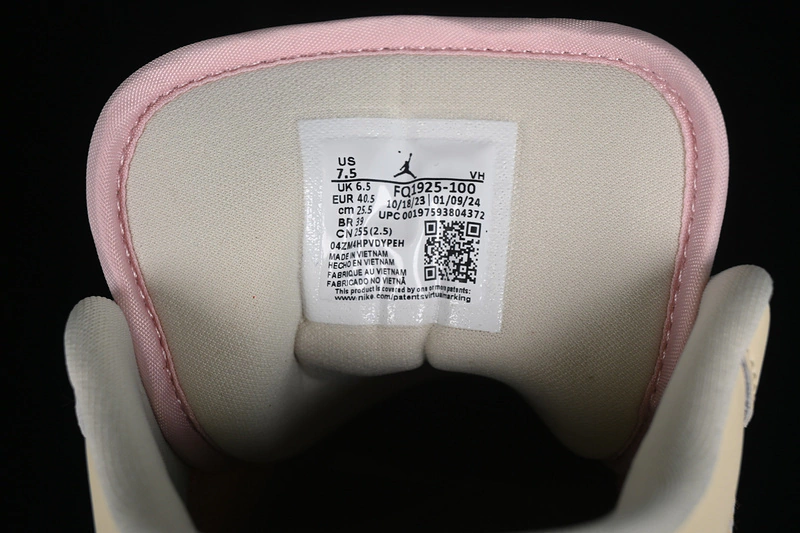 US
7.5 VH
UK 6.5 FQ1925-100
EUR 40.5 10/18/23 | 01/09/24
cm 25.5 UPC 00197593804372
BR 39
CN 255 (2.5)
04ZM4HPVDYPEH
MADE IN VIETNAM
HECHO EN VIETNAM
FABRIQUE AU VIETNAM
FABRICADO NO VIETNÃ
This product is covered by one or more patents:
www.nike.com/patentsvirtualmarking